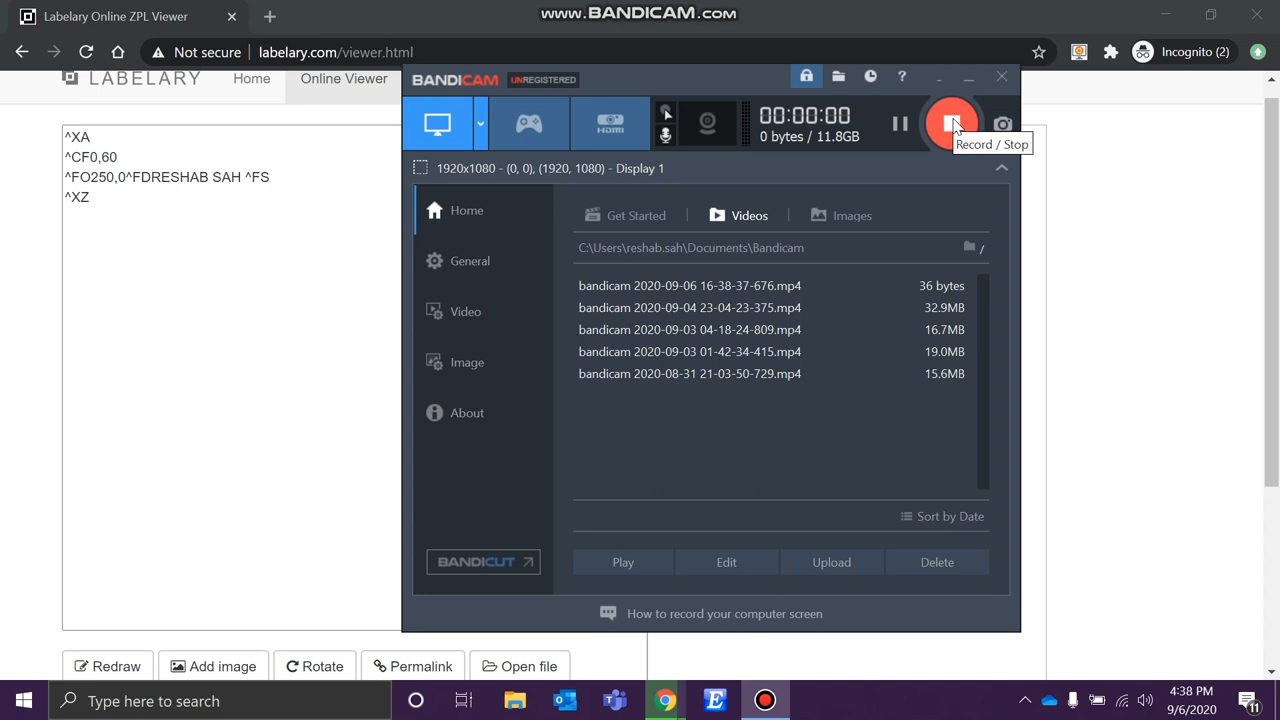 Labelary Online ZPL Viewer
www.BANDICAM.com
Not secure
labelary.com/viewer.html
Incognito (2)
LABELARY
Home
Online Viewer
^XA
^CF0,60
^FO250,0^FDRESHAB SAH ^FS
^XZ
Redraw
Add image
Rotate
Permalink
Open file
BANDICAM
UNREGISTERED
HDMI
00:00:00
0 bytes / 11.8GB
Record / Stop
1920x1080 - (0, 0), (1920, 1080) - Display 1
Home
General
Video
Image
About
BANDICUT
Get Started
Videos
Images
C:\Users\reshab.sah\Documents\Bandicam
/
bandicam 2020-09-06 16-38-37-676.mp4 36 bytes
bandicam 2020-09-04 23-04-23-375.mp4 32.9MB
bandicam 2020-09-03 04-18-24-809.mp4 16.7MB
bandicam 2020-09-03 01-42-34-415.mp4 19.0MB
bandicam 2020-08-31 21-03-50-729.mp4 15.6MB
Sort by Date
Play
Edit
Upload
Delete
How to record your computer screen
Type here to search
4:38 PM
9/6/2020
11